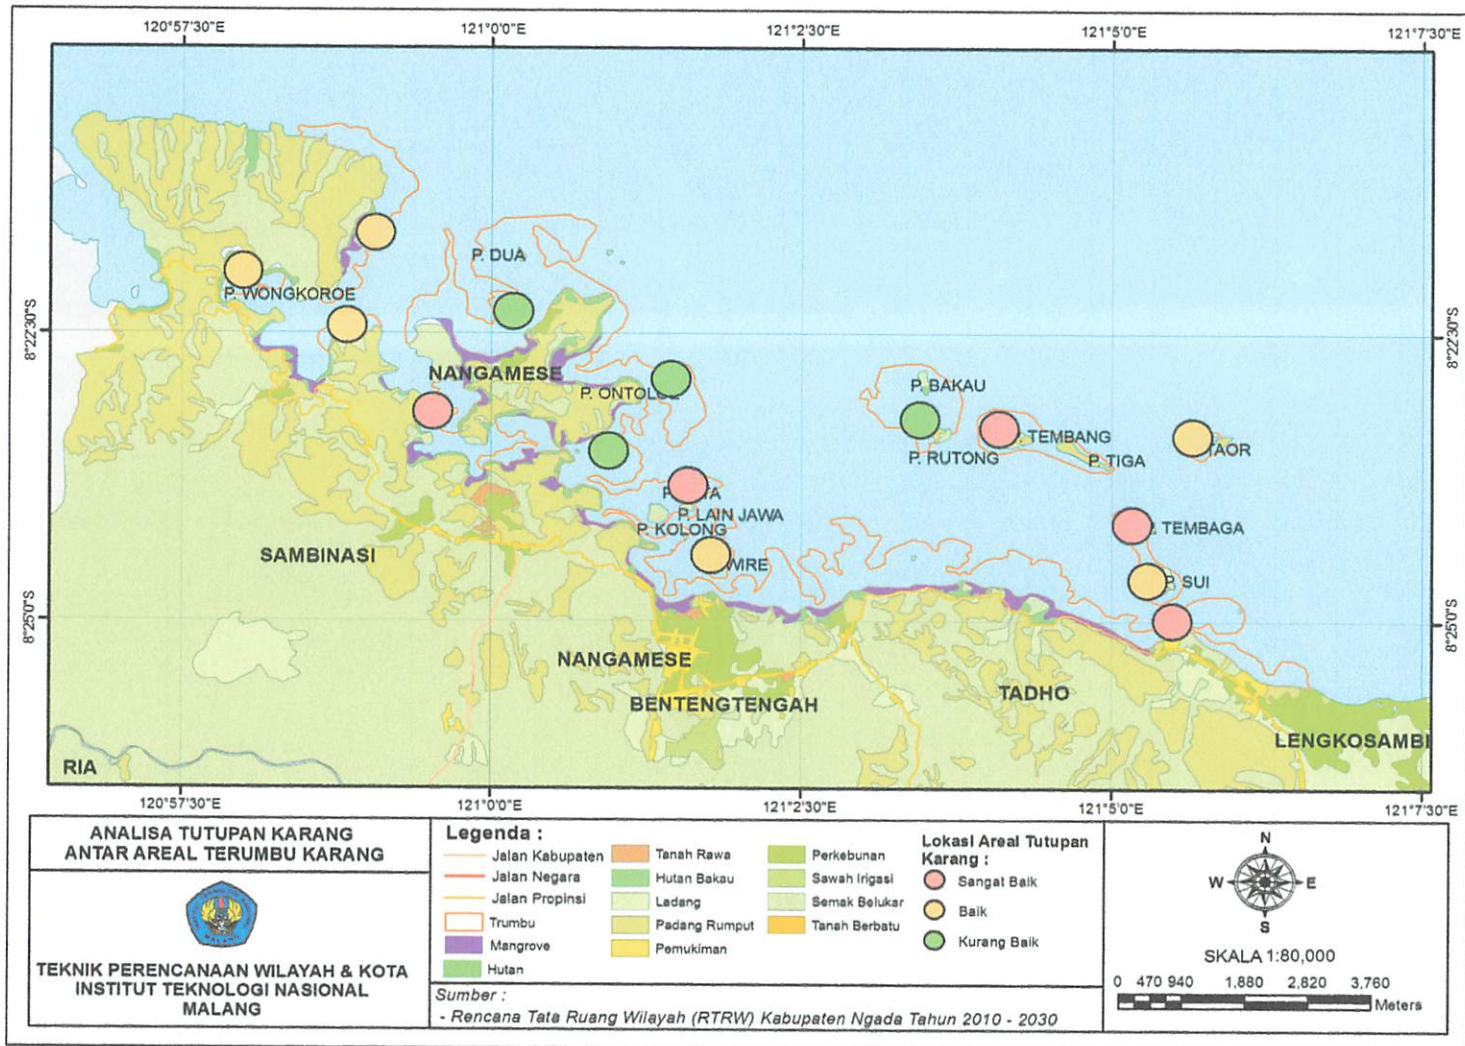 120°57'30"E
121°0'0"E
121°2'30"E
121°5'0"E
121°7'30"E
8°22'30"S
8°25'0"S
8°22'30"S
8°25'0"S
P. DUA
P. WONGKOROE
NANGAMESE
P. BAKAU
P. RUTONG
TEMBANG
P. TIGA
P. LAIN JAWA
P. KOLONG
WIRE
TEMBAGA
P. SUI
SAMBINASI
NANGAMESE
BENTENGTENGAH
TADHO
LENGKOSAMBI
RIA
120°57'30"E
121°0'0"E
121°2'30"E
121°5'0"E
121°7'30"E
ANALISA TUTUPAN KARANG
ANTAR AREAL TERUMBU KARANG
TEKNIK PERENCANAAN WILAYAH & KOTA
INSTITUT TEKNOLOGI NASIONAL
MALANG
Legenda :
Jalan Kabupaten
Jalan Negara
Jalan Propinsi
Trumbu
Mangrove
Hutan
Tanah Rawa
Hutan Bakau
Ladang
Padang Rumput
Pemukiman
Perkebunan
Sawah Irigasi
Semak Belukar
Tanah Berbatu
Lokasi Areal Tutupan
Karang :
Sangat Baik
Baik
Kurang Baik
Sumber :
- Rencana Tata Ruang Wilayah (RTRW) Kabupaten Ngada Tahun 2010 - 2030
N
W
E
S
SKALA 1:80,000
0 470 940 1,880 2,820 3,760
Meters